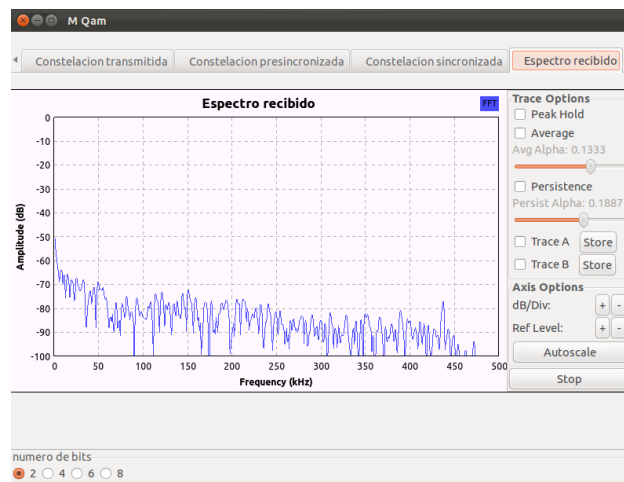 M Qam
Constelacion transmitida
Constelacion presincronizada
Constelacion sincronizada
Espectro recibido
Espectro recibido
FFT
Amplitude (dB)
0
-10
-20
-30
-40
-50
-60
-70
-80
-90
-100
0 50 100 150 200 250 300 350 400 450 500
Frequency (kHz)
Trace Options
Peak Hold
Average
Avg Alpha: 0.1333
Persistence
Persist Alpha: 0.1887
Trace A Store
Trace B Store
Axis Options
dB/Div: + -
Ref Level: + -
Autoscale
Stop
numero de bits
2 4 6 8